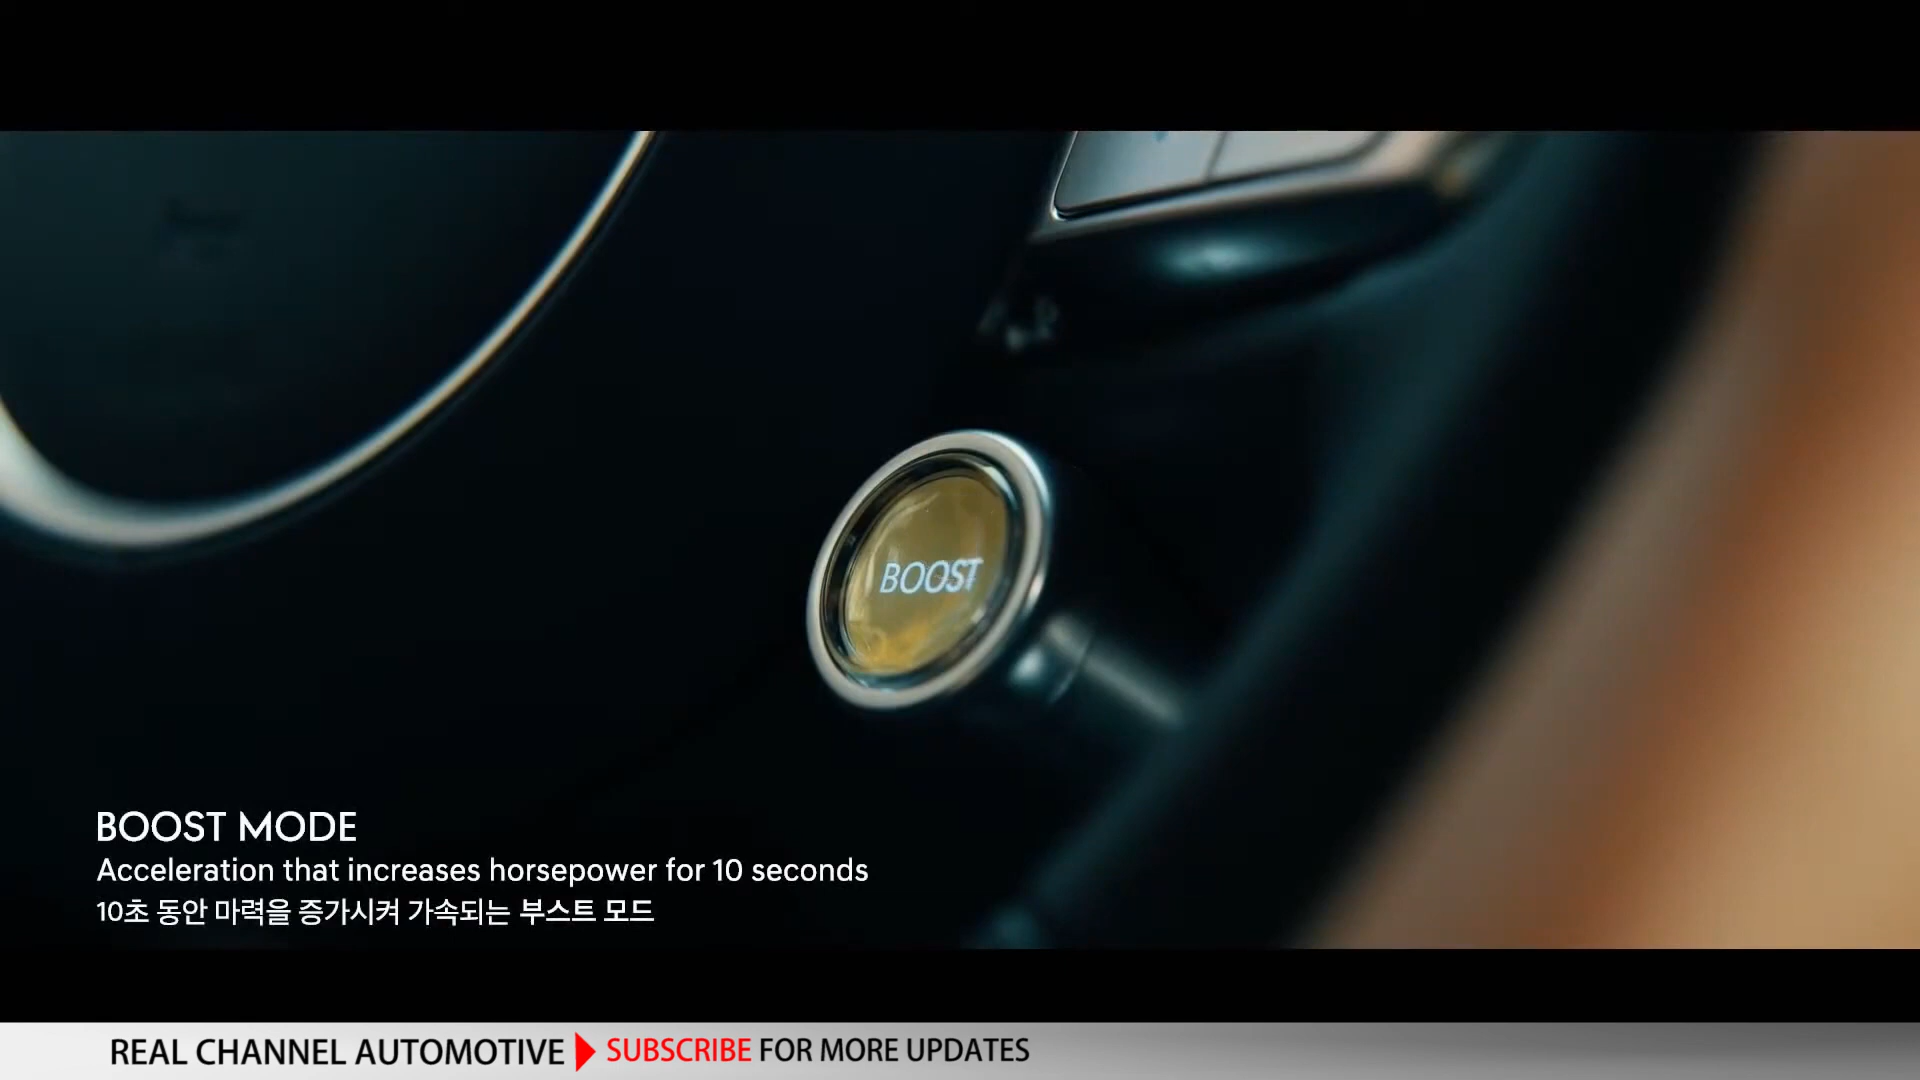 BOOST
BOOST MODE
Acceleration that increases horsepower for 10 seconds
10초 동안 마력을 증가시켜 가속되는 부스트 모드
REAL CHANNEL AUTOMOTIVE SUBSCRIBE FOR MORE UPDATES